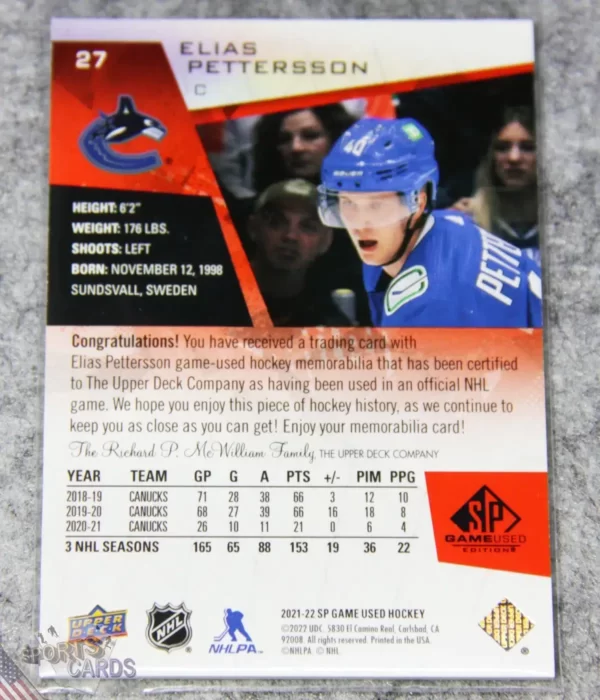 27
ELIAS
PETTERSSON
C
HEIGHT: 6'2"
WEIGHT: 176 LBS.
SHOOTS: LEFT
BORN: NOVEMBER 12, 1998
SUNDSVALL, SWEDEN
40
BAUER
PETTE
Congratulations! You have received a trading card with
Elias Pettersson game-used hockey memorabilia that has been certified
to The Upper Deck Company as having been used in an official NHL
game. We hope you enjoy this piece of hockey history, as we continue to
keep you as close as you can get! Enjoy your memorabilia card!
The Richard P. McWilliam Family, THE UPPER DECK COMPANY
YEAR TEAM GP G A PTS +/- PIM PPG
2018-19 CANUCKS 71 28 38 66 3 12 10
2019-20 CANUCKS 68 27 39 66 16 18 8
2020-21 CANUCKS 26 10 11 21 0 6 4
3 NHL SEASONS 165 65 88 153 19 36 22
SP
GAMEUSED
EDITION®
UPPER
DECK
NHL
NHLPA™
2021-22 SP GAME USED HOCKEY
©2022 UDC. 5830 El Camino Real, Carlsbad, CA
92008. All rights reserved. Printed in the USA.
©NHLPA. © NHL.
®
SPORTS
CARDS